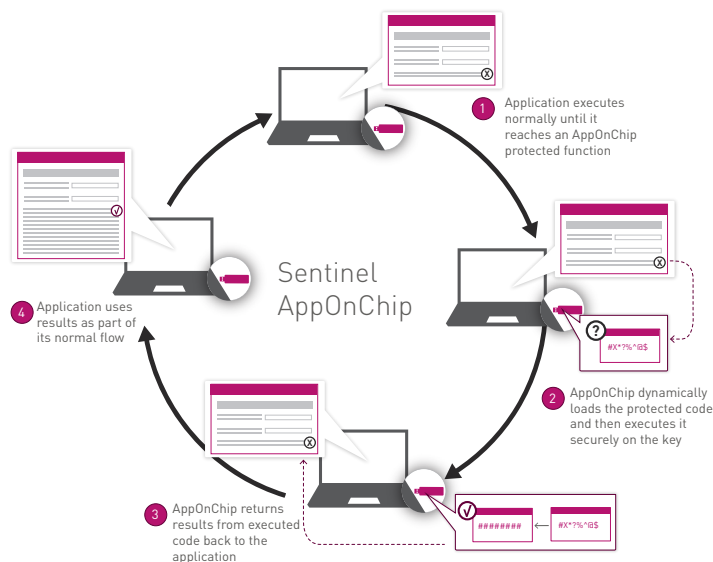 Sentinel
AppOnChip
1
Application executes
normally until it
reaches an AppOnChip
protected function
X
X
?
#X*?%^@$
2
AppOnChip dynamically
loads the protected code
and then executes it
securely on the key
X
√
########
#X*?%^@$
3
AppOnChip returns
results from executed
code back to the
application
√
4
Application uses
results as part of
its normal flow